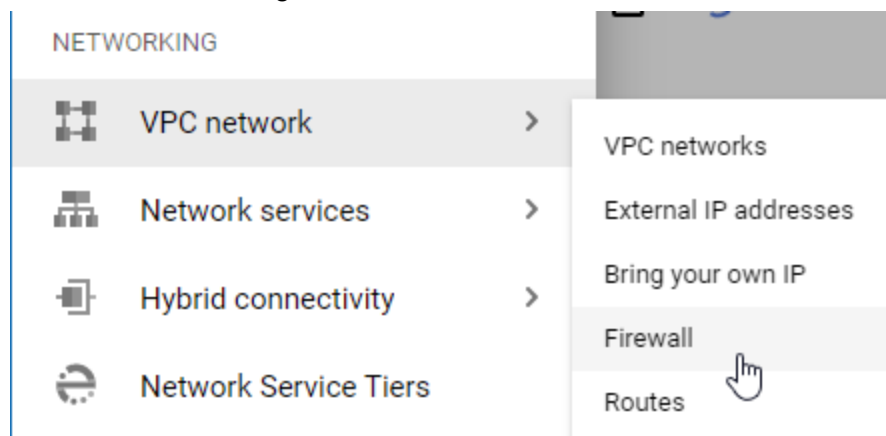 NETWORKING
VPC network
Network services
Hybrid connectivity
Network Service Tiers
VPC networks
External IP addresses
Bring your own IP
Firewall
Routes